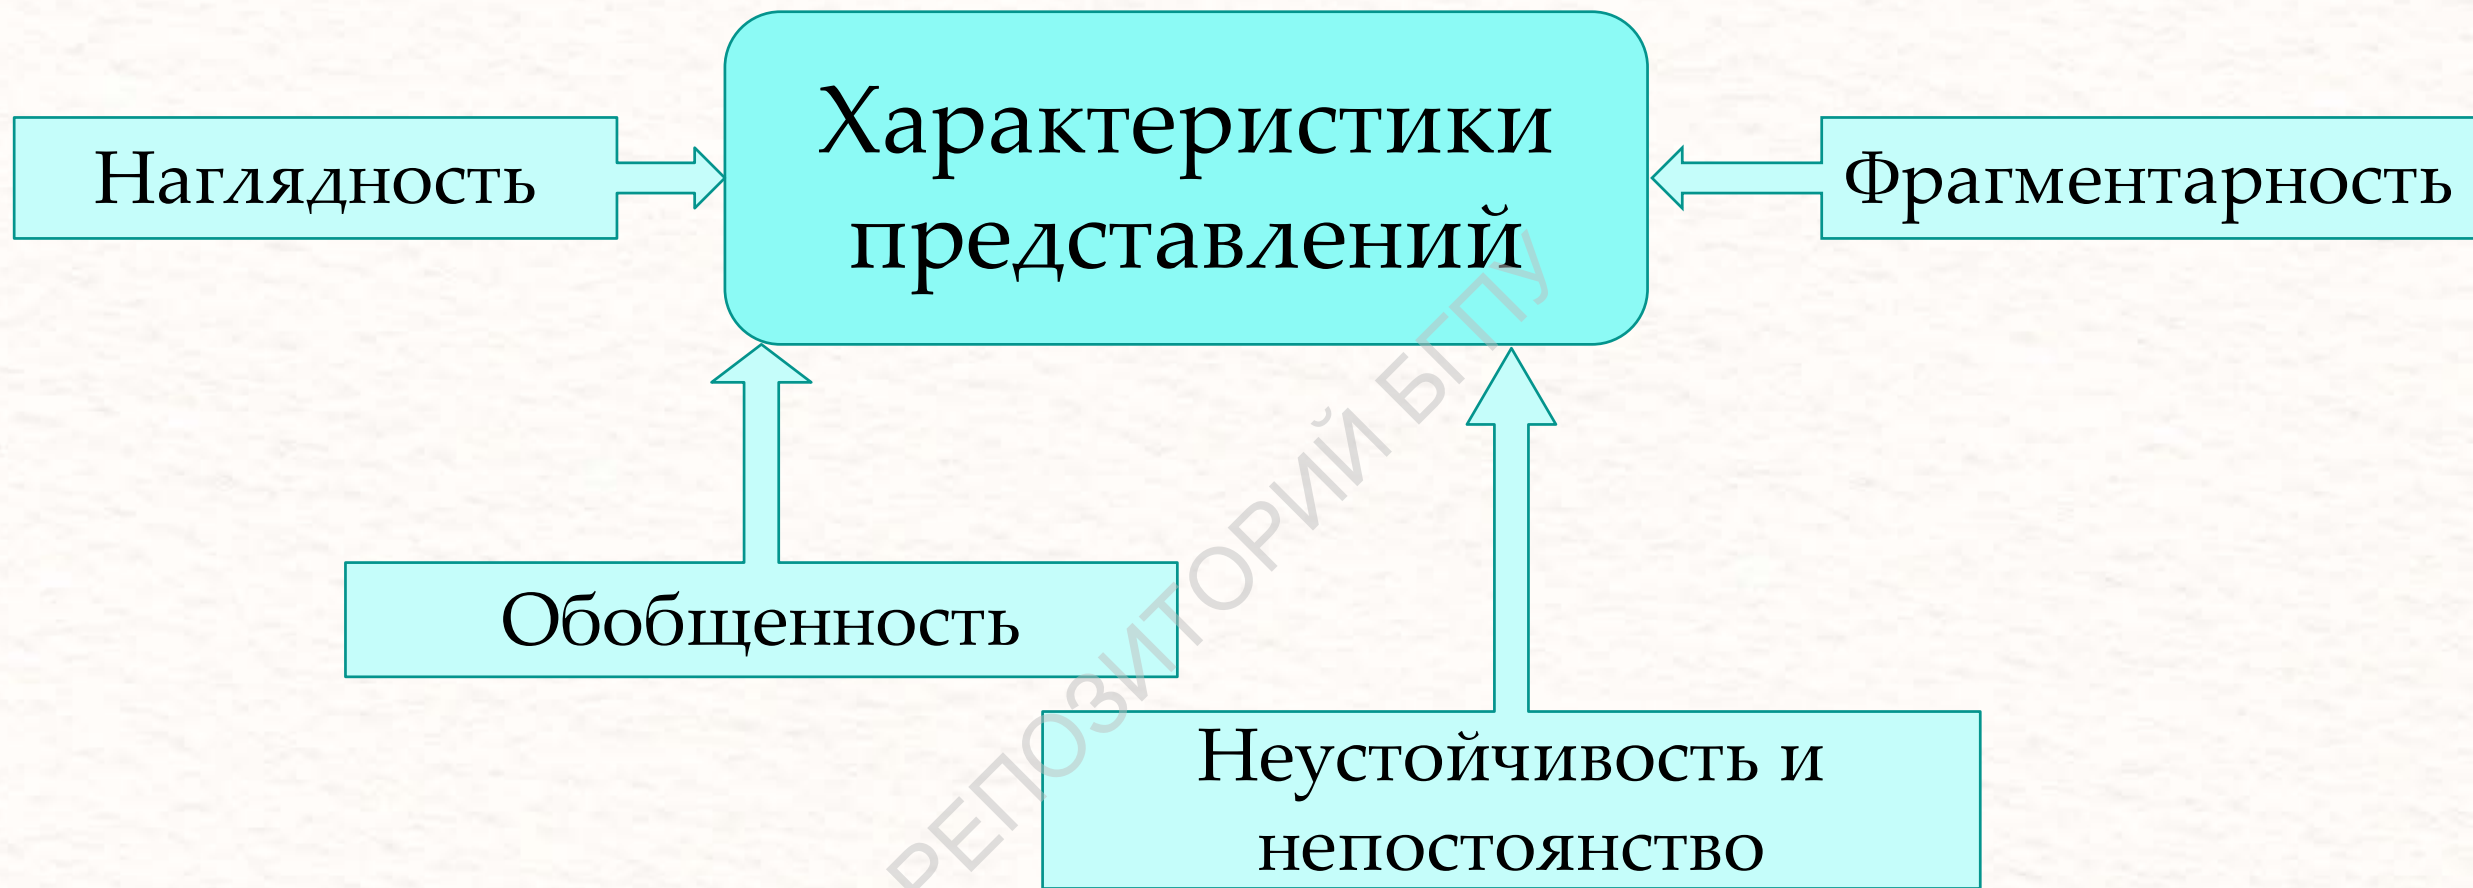 Характеристики
представлений
Наглядность
Фрагментарность
Обобщенность
Неустойчивость и
непостоянство
РЕПОЗИТОРИЙ БГПУ